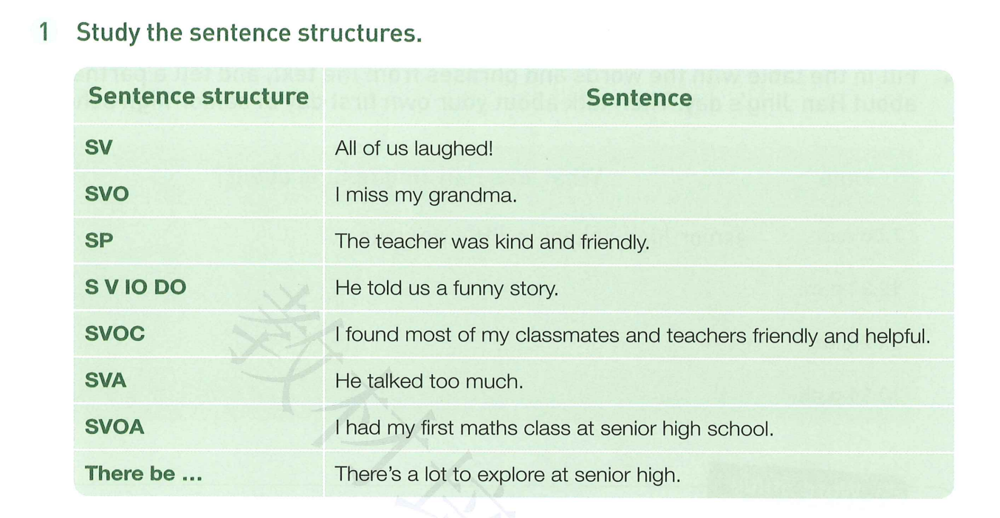 1 Study the sentence structures.
Sentence structure Sentence
SV All of us laughed!
SVO I miss my grandma.
SP The teacher was kind and friendly.
S V IO DO He told us a funny story.
SVOC I found most of my classmates and teachers friendly and helpful.
SVA He talked too much.
SVOA I had my first maths class at senior high school.
There be ... There's a lot to explore at senior high.
教材